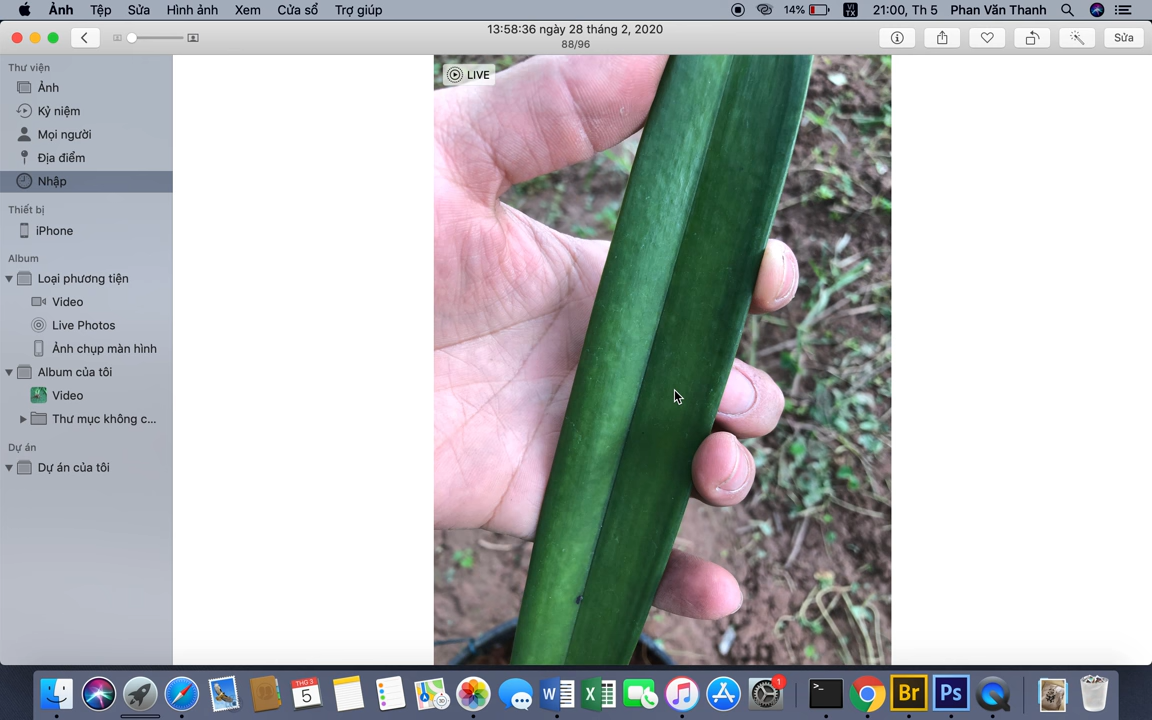 Ảnh Tệp Sửa Hình ảnh Xem Cửa sổ Trợ giúp 14% VI 21:00, Th 5 Phan Văn Thanh
13:58:36 ngày 28 tháng 2, 2020
88/96
Sửa
Thư viện
Ảnh
Kỷ niệm
Mọi người
Địa điểm
Nhập
Thiết bị
iPhone
Album
Loại phương tiện
Video
Live Photos
Ảnh chụp màn hình
Album của tôi
Video
Thư mục không c...
Dự án
Dự án của tôi
LIVE
THG 3
5
W
X
1
>_
Br
Ps